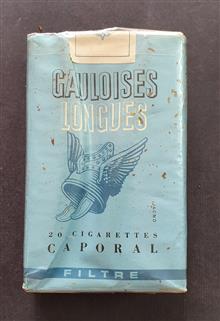 GAULOISES
LONGUES
20 CIGARETTES
CAPORAL
FILTRE